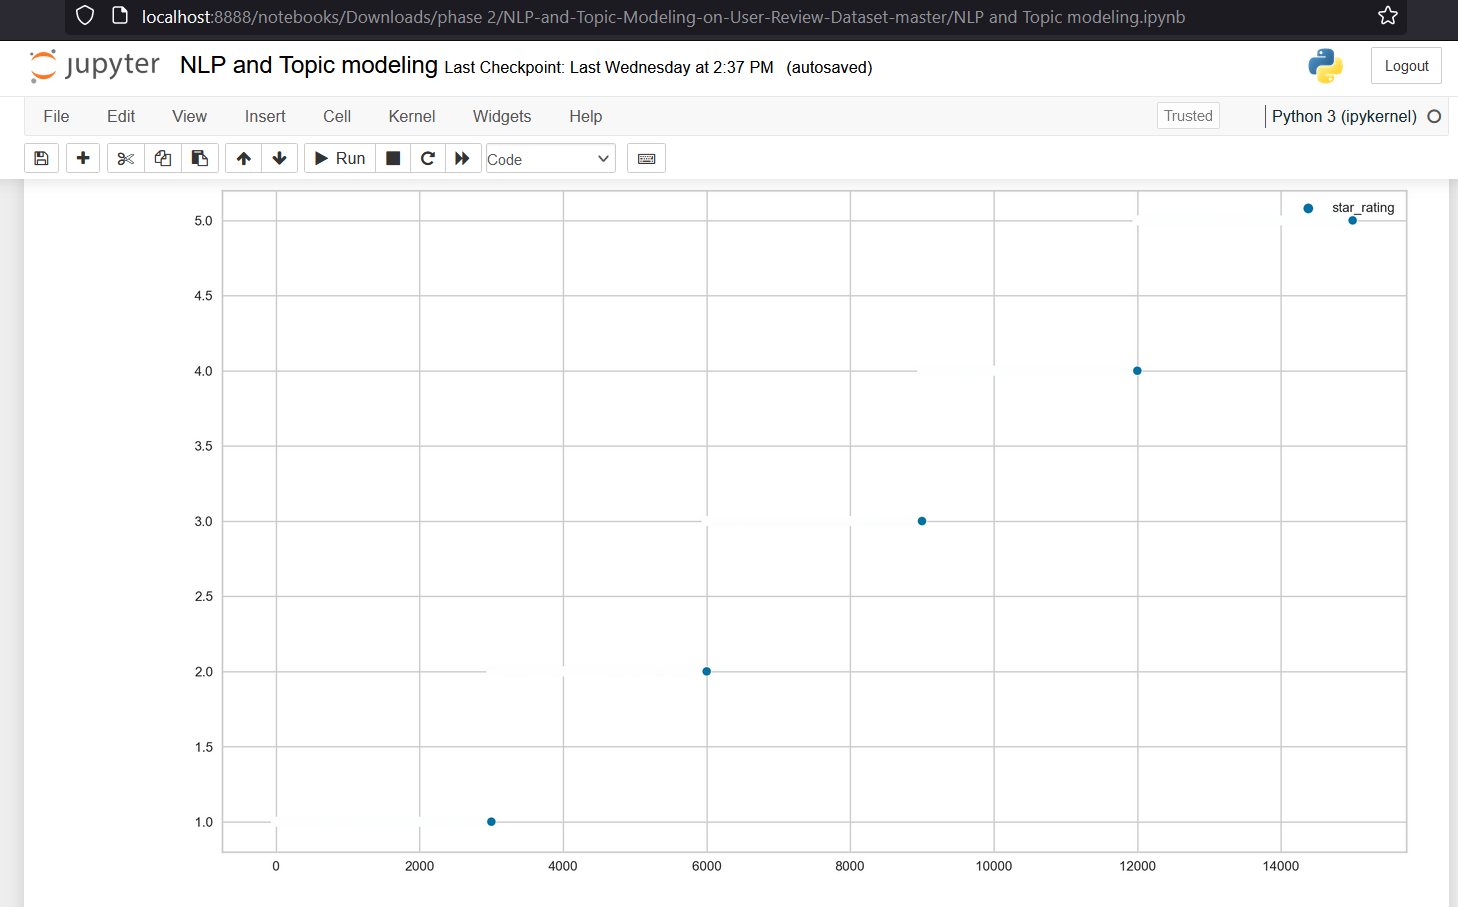 localhost:8888/notebooks/Downloads/phase 2/NLP-and-Topic-Modeling-on-User-Review-Dataset-master/NLP and Topic modeling.ipynb
jupyter NLP and Topic modeling Last Checkpoint: Last Wednesday at 2:37 PM (autosaved) Logout
File Edit View Insert Cell Kernel Widgets Help Trusted Python 3 (ipykernel)
Run Code
star_rating
5.0
4.5
4.0
3.5
3.0
2.5
2.0
1.5
1.0
0 2000 4000 6000 8000 10000 12000 14000